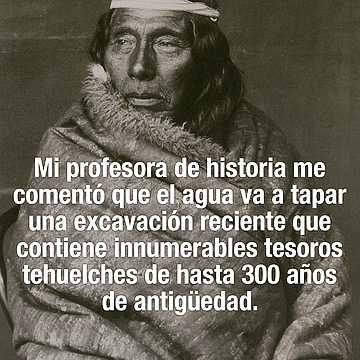 Mi profesora de historia me
comentó que el agua va a tapar
una excavación reciente que
contiene innumerables tesoros
tehuelches de hasta 300 años
de antigüedad.